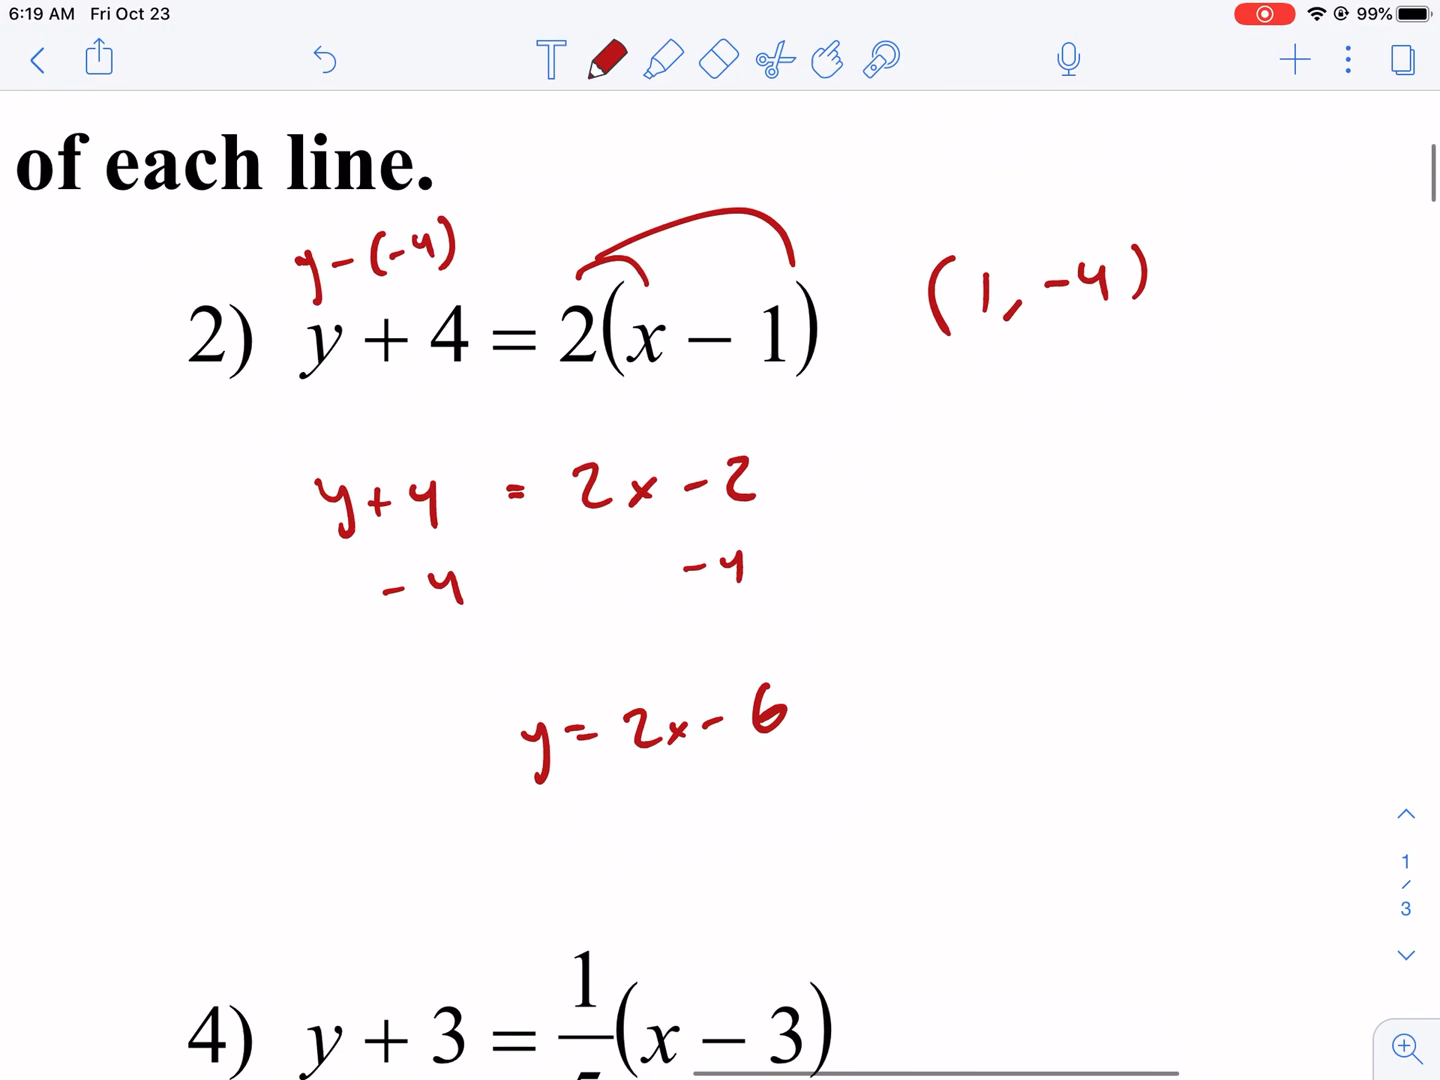 6:19 AM Fri Oct 23 99%
T
of each line.
y-(-4)
2) y + 4 = 2(x − 1) (1, -4)
y+4 = 2x-2
-4 -4
y=2x-6
1
/
3
4) y + 3 = 1/5(x − 3)